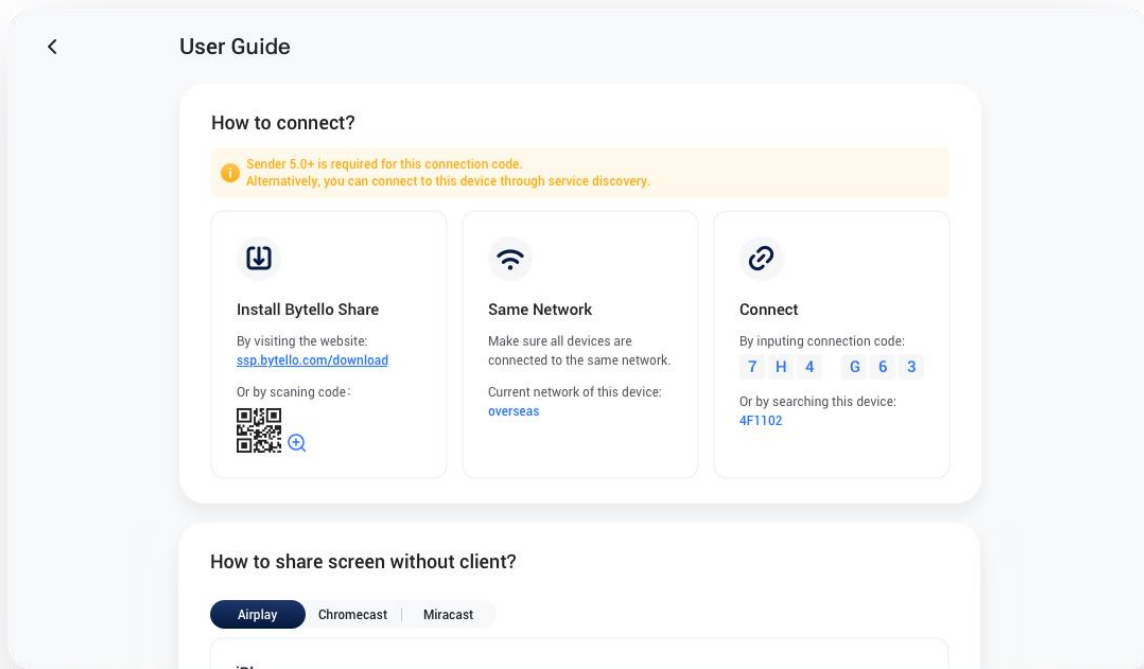 User Guide
How to connect?
Sender 5.0+ is required for this connection code.
Alternatively, you can connect to this device through service discovery.
Install Bytello Share
By visiting the website:
ssp.bytello.com/download
Or by scaning code:
Same Network
Make sure all devices are
connected to the same network.
Current network of this device:
overseas
Connect
By inputing connection code:
7 H 4 G 6 3
Or by searching this device:
4F1102
How to share screen without client?
Airplay Chromecast Miracast